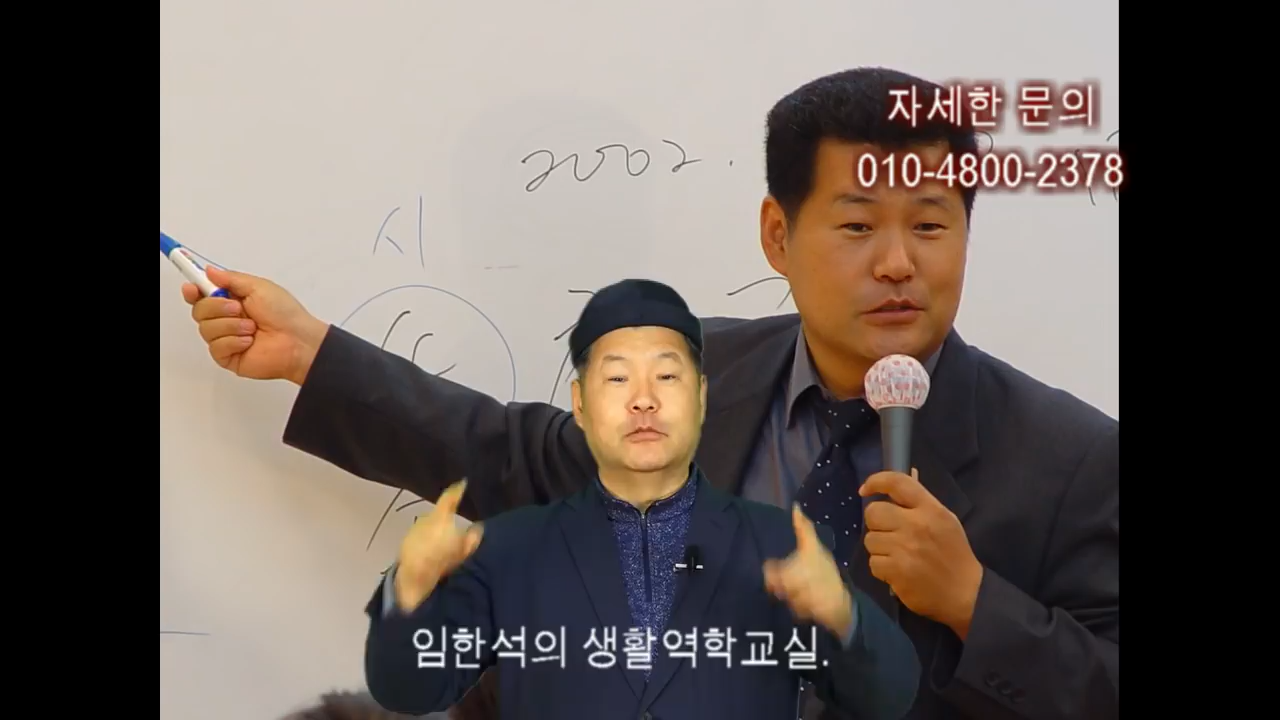 자세한 문의
010-4800-2378
2002.
시
임한석의 생활역학교실.